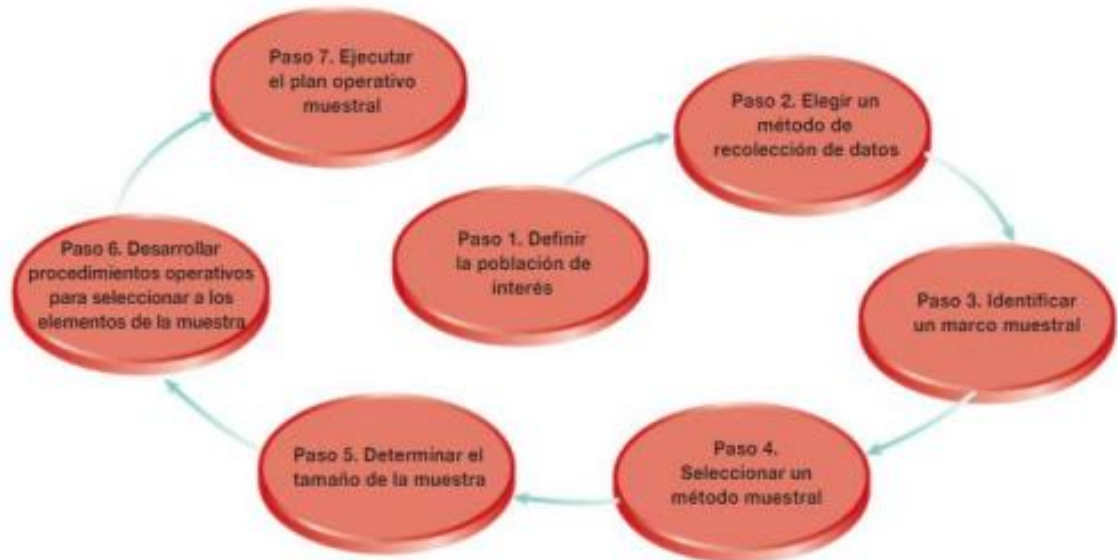 Paso 1. Definir
la población de
interés
Paso 2. Elegir un
método de
recolección de datos
Paso 3. Identificar
un marco muestral
Paso 4.
Seleccionar un
método muestral
Paso 5. Determinar el
tamaño de la muestra
Paso 6. Desarrollar
procedimientos operativos
para seleccionar a los
elementos de la muestra
Paso 7. Ejecutar
el plan operativo
muestral